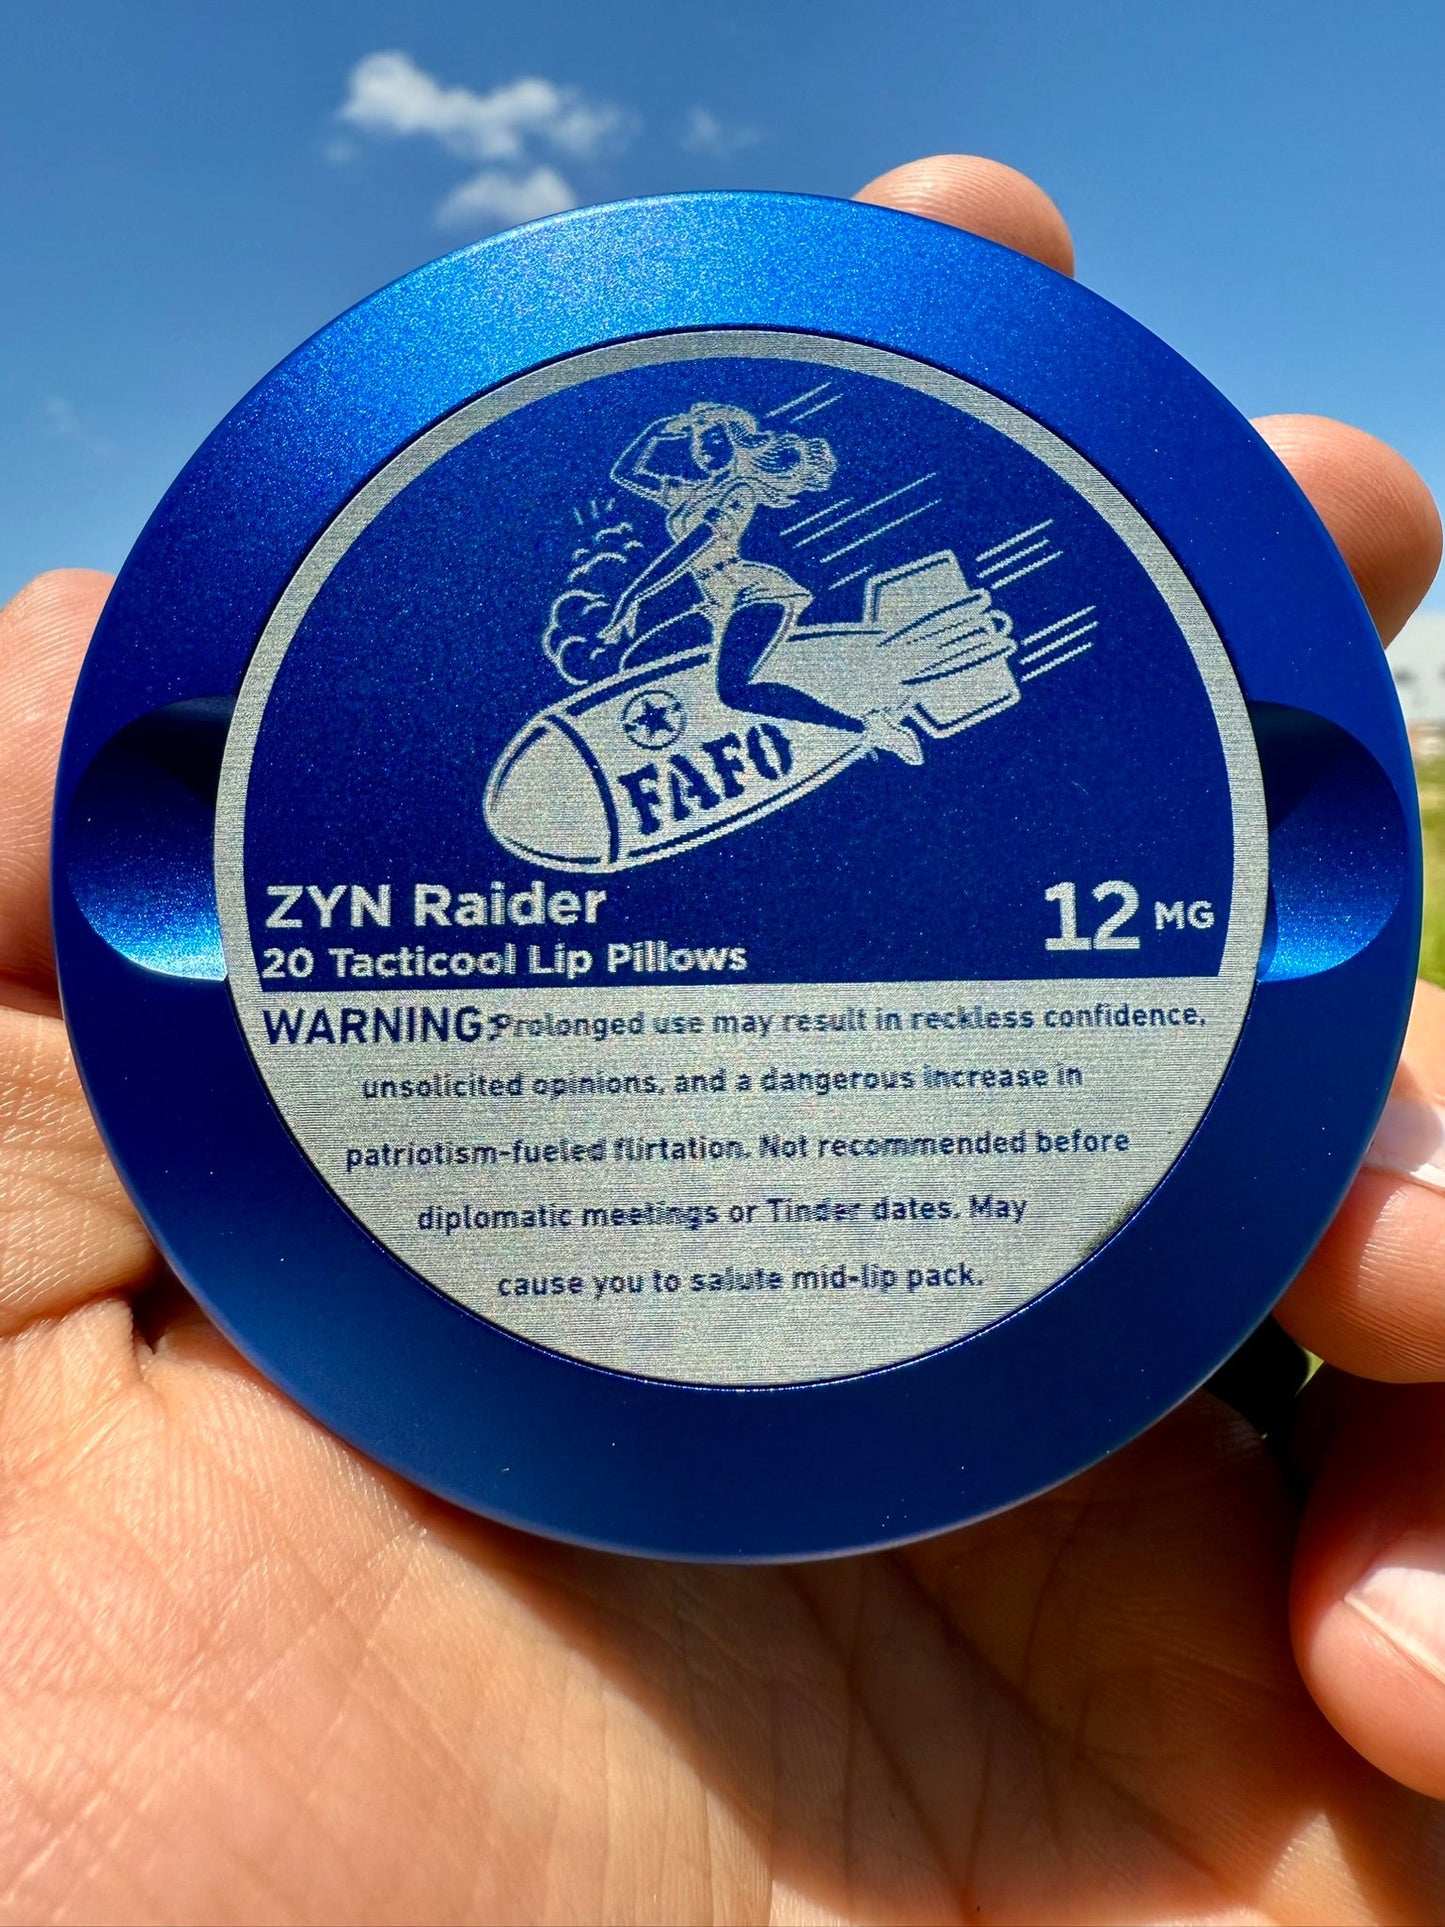 FAFO
ZYN Raider
12 MG
20 Tacticool Lip Pillows
WARNING: Prolonged use may result in reckless confidence,
unsolicited opinions, and a dangerous increase in
patriotism-fueled flirtation. Not recommended before
diplomatic meetings or Tinder dates. May
cause you to salute mid-lip pack.